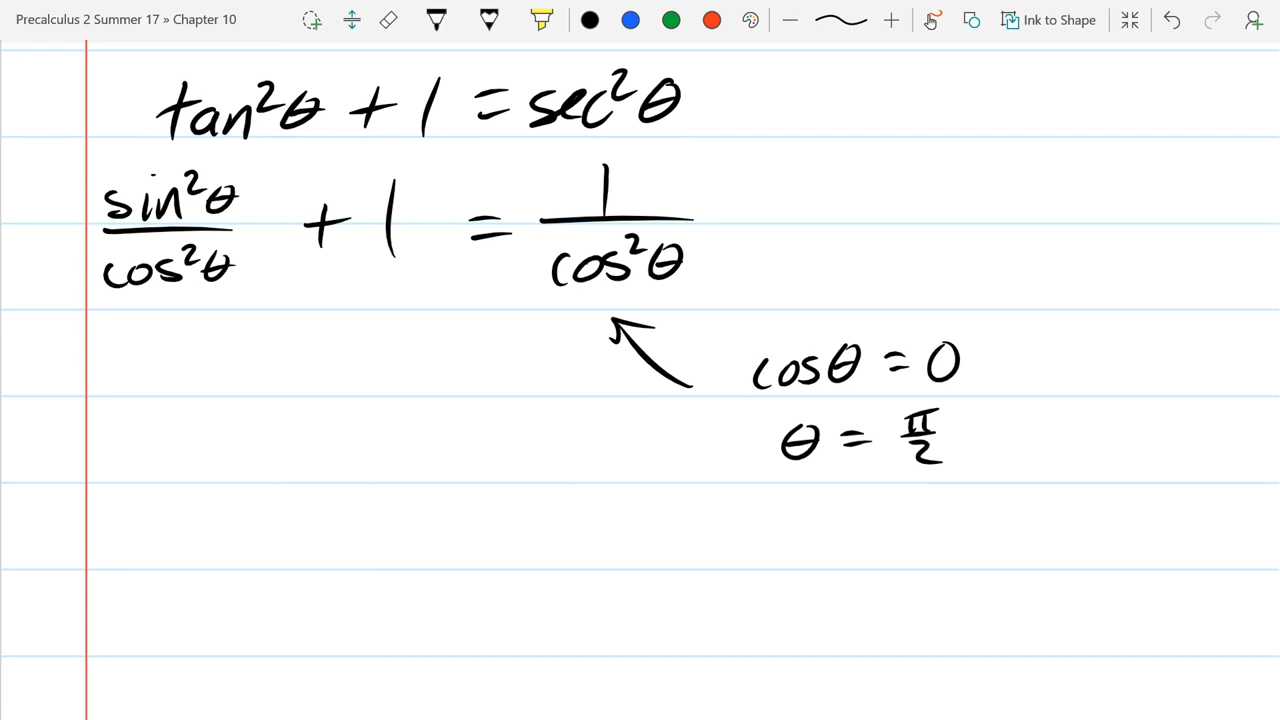 Precalculus 2 Summer 17 » Chapter 10
Ink to Shape
tan²θ + 1 = sec²θ
sin²θ/cos²θ + 1 = 1/cos²θ
cosθ = 0
θ = π/2